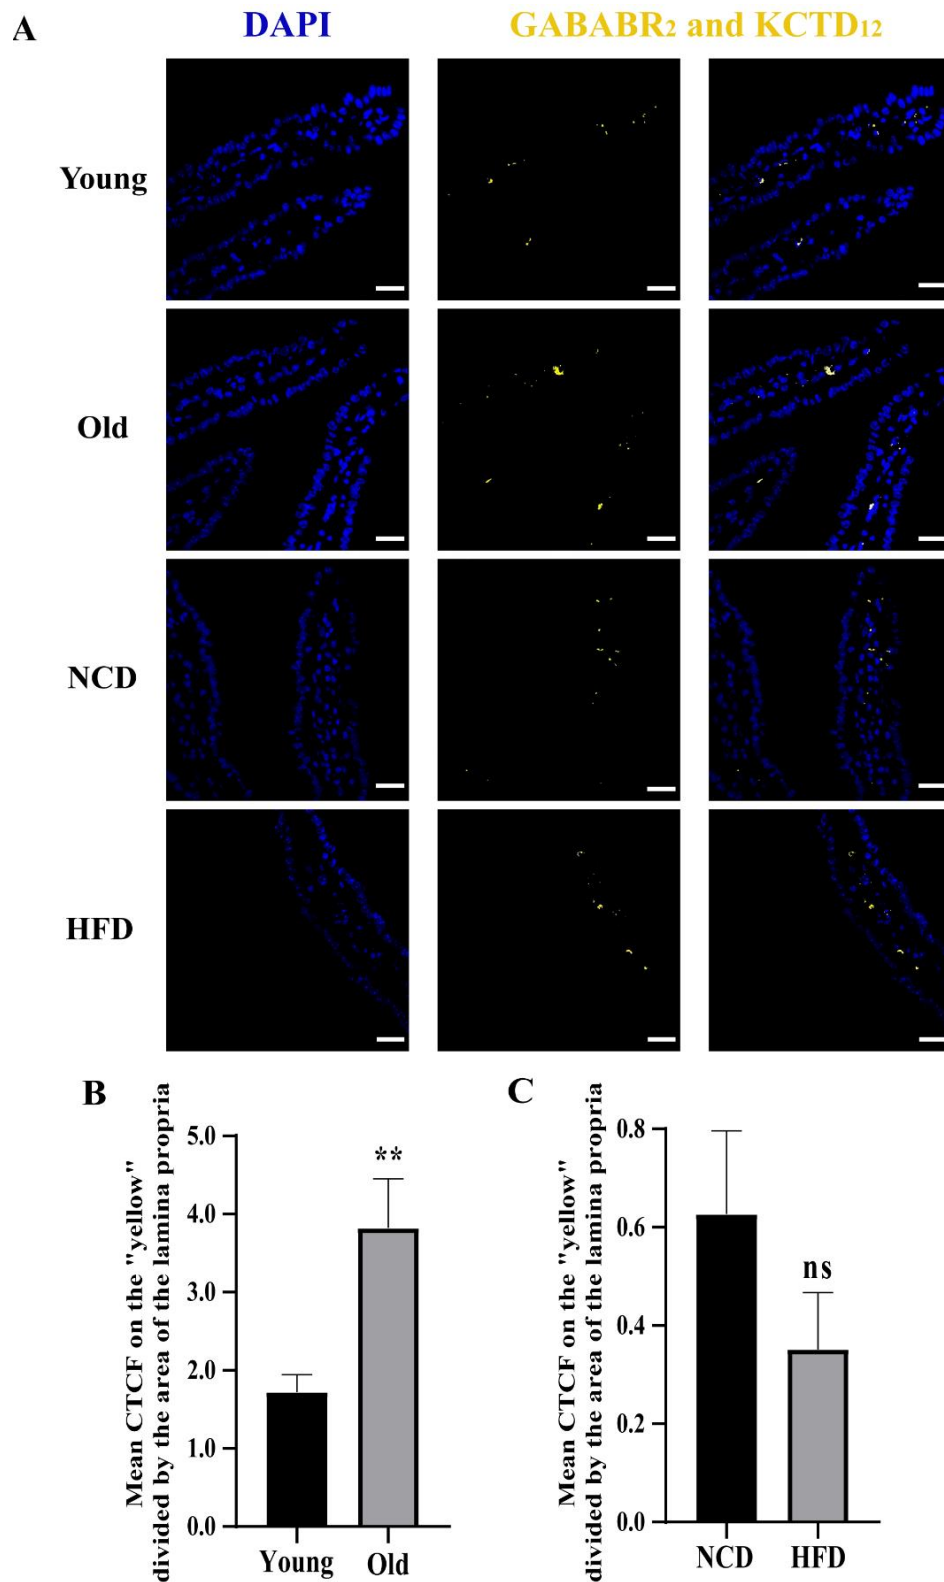 A
DAPI
GABABR₂ and KCTD₁₂
Young
Old
NCD
HFD
B
Mean CTCF on the "yellow"
divided by the area of the lamina propria
5.0
4.0
3.0
2.0
1.0
0.0
**
Young
Old
C
Mean CTCF on the "yellow"
divided by the area of the lamina propria
0.8
0.6
0.4
0.2
0.0
ns
NCD
HFD